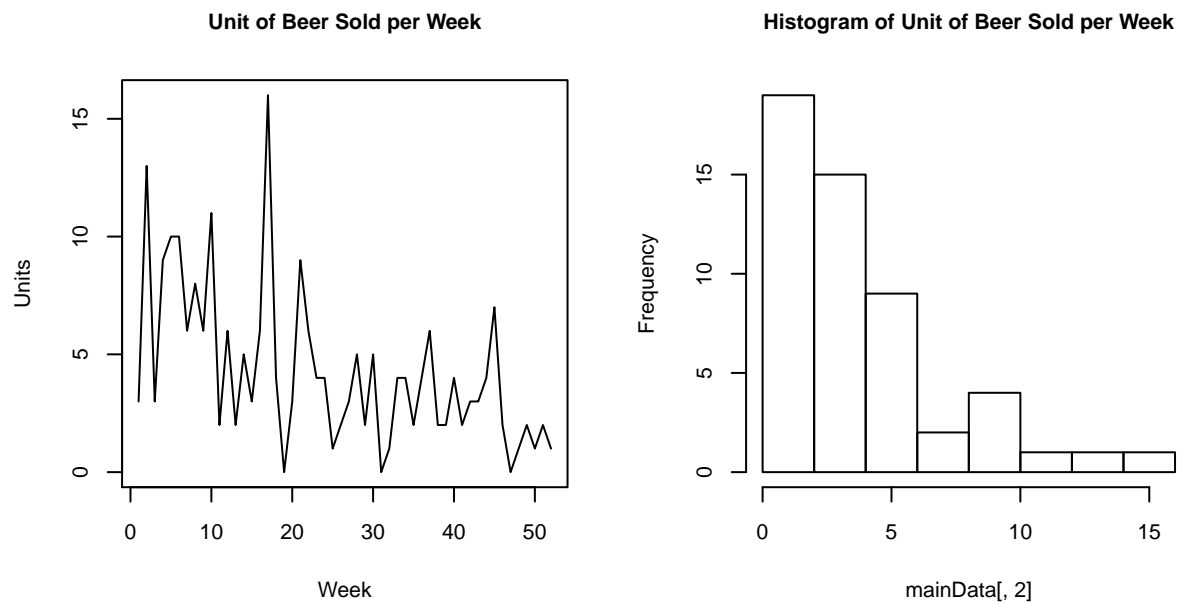 Unit of Beer Sold per Week
Units
15
10
5
0
0 10 20 30 40 50
Week
Histogram of Unit of Beer Sold per Week
Frequency
15
10
5
0
0 5 10 15
mainData[, 2]